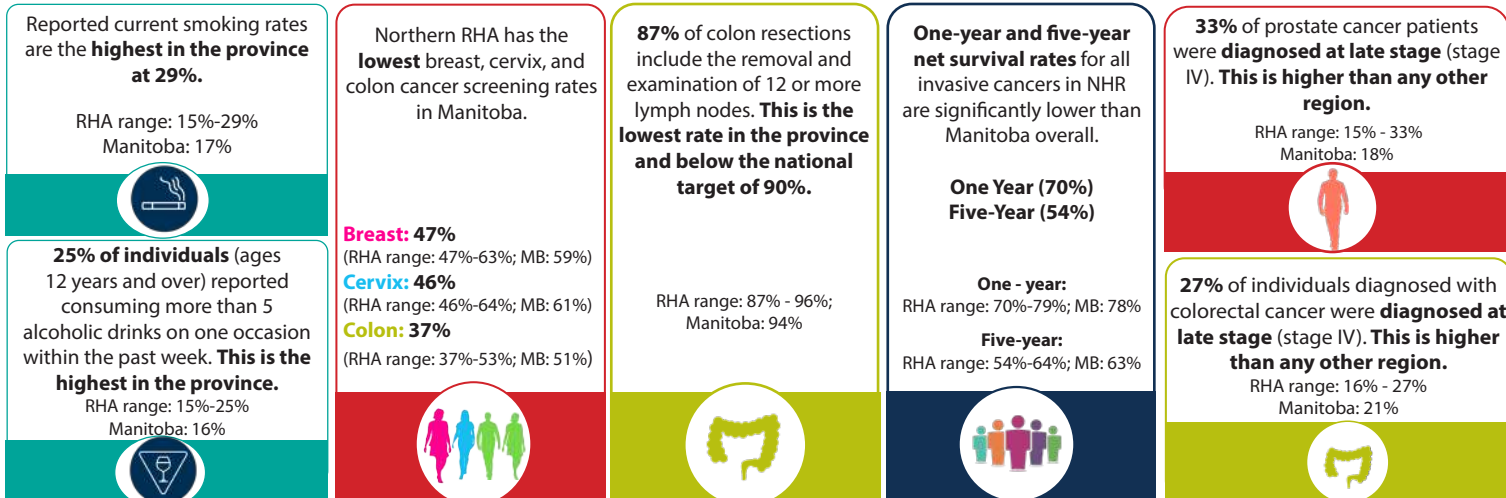 Reported current smoking rates
are the highest in the province
at 29%.
RHA range: 15%-29%
Manitoba: 17%
25% of individuals (ages
12 years and over) reported
consuming more than 5
alcoholic drinks on one occasion
within the past week. This is the
highest in the province.
RHA range: 15%-25%
Manitoba: 16%
Northern RHA has the
lowest breast, cervix, and
colon cancer screening rates
in Manitoba.
Breast: 47%
(RHA range: 47%-63%; MB: 59%)
Cervix: 46%
(RHA range: 46%-64%; MB: 61%)
Colon: 37%
(RHA range: 37%-53%; MB: 51%)
87% of colon resections
include the removal and
examination of 12 or more
lymph nodes. This is the
lowest rate in the province
and below the national
target of 90%.
RHA range: 87% - 96%;
Manitoba: 94%
One-year and five-year
net survival rates for all
invasive cancers in NHR
are significantly lower than
Manitoba overall.
One Year (70%)
Five-Year (54%)
One - year:
RHA range: 70%-79%; MB: 78%
Five-year:
RHA range: 54%-64%; MB: 63%
33% of prostate cancer patients
were diagnosed at late stage (stage
IV). This is higher than any other
region.
RHA range: 15% - 33%
Manitoba: 18%
27% of individuals diagnosed with
colorectal cancer were diagnosed at
late stage (stage IV). This is higher
than any other region.
RHA range: 16% - 27%
Manitoba: 21%